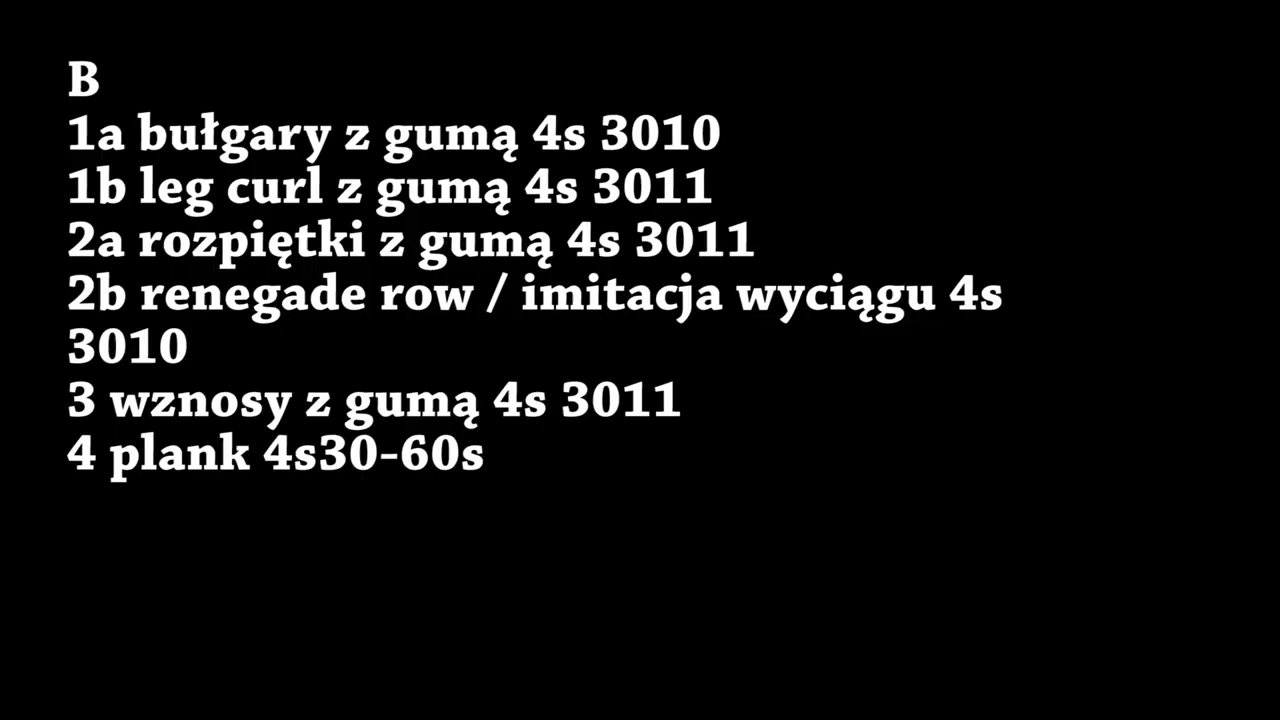 B
1a bułgary z gumą 4s 3010
1b leg curl z gumą 4s 3011
2a rozpiętki z gumą 4s 3011
2b renegade row / imitacja wyciągu 4s
3010
3 wznosy z gumą 4s 3011
4 plank 4s30-60s